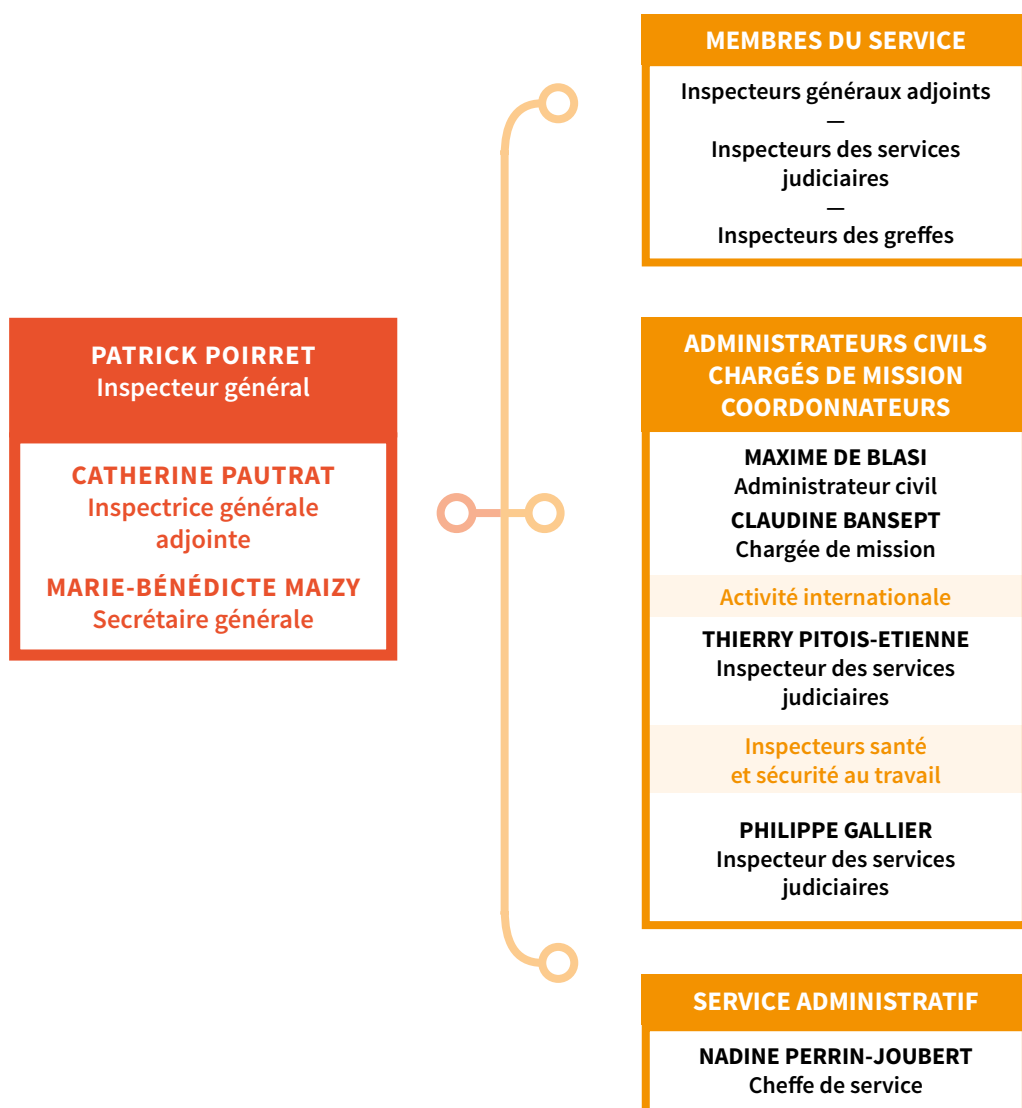 PATRICK POIRRET
Inspecteur général
CATHERINE PAUTRAT
Inspectrice générale
adjointe
MARIE-BÉNÉDICTE MAIZY
Secrétaire générale
MEMBRES DU SERVICE
Inspecteurs généraux adjoints
—
Inspecteurs des services
judiciaires
—
Inspecteurs des greffes
ADMINISTRATEURS CIVILS
CHARGÉS DE MISSION
COORDONNATEURS
MAXIME DE BLASI
Administrateur civil
CLAUDINE BANSEPT
Chargée de mission
Activité internationale
THIERRY PITOIS-ETIENNE
Inspecteur des services
judiciaires
Inspecteurs santé
et sécurité au travail
PHILIPPE GALLIER
Inspecteur des services
judiciaires
SERVICE ADMINISTRATIF
NADINE PERRIN-JOUBERT
Cheffe de service